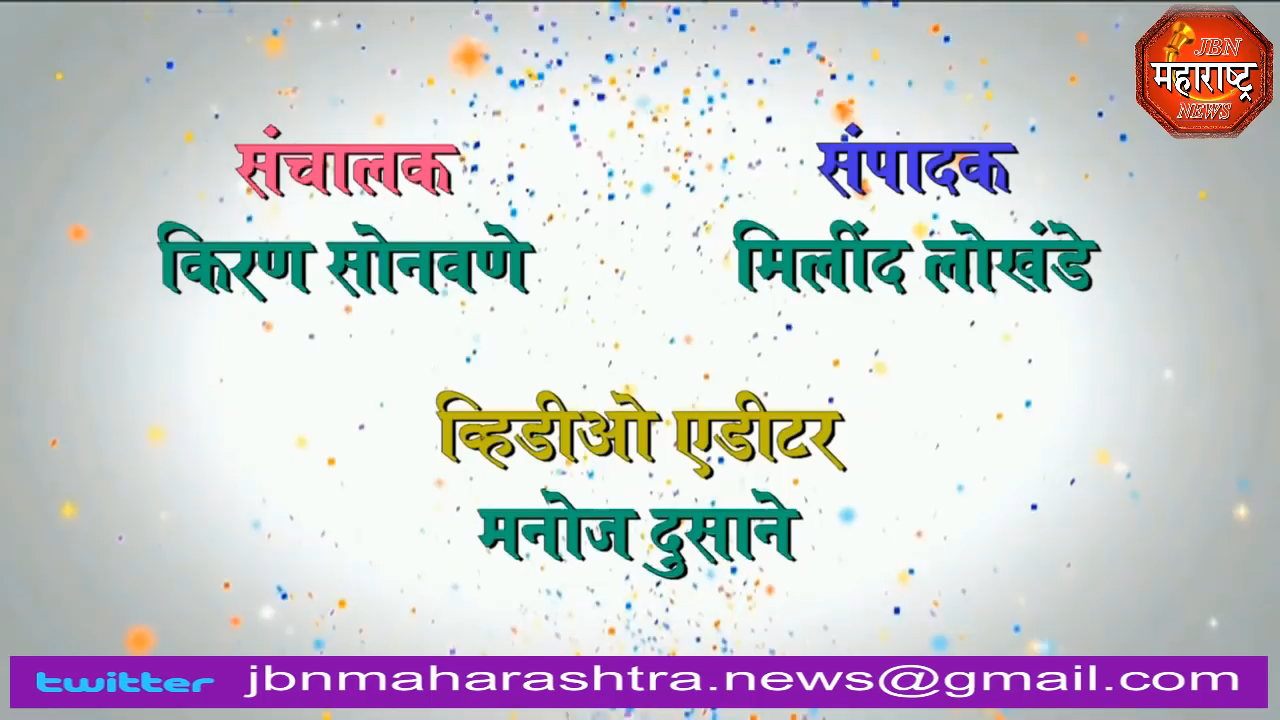 JBN
महाराष्ट्र
NEWS
संचालक
किरण सोनवणे
संपादक
मिलींद लोखंडे
व्हिडीओ एडीटर
मनोज दुसाने
twitter jbnmaharashtra.news@gmail.com